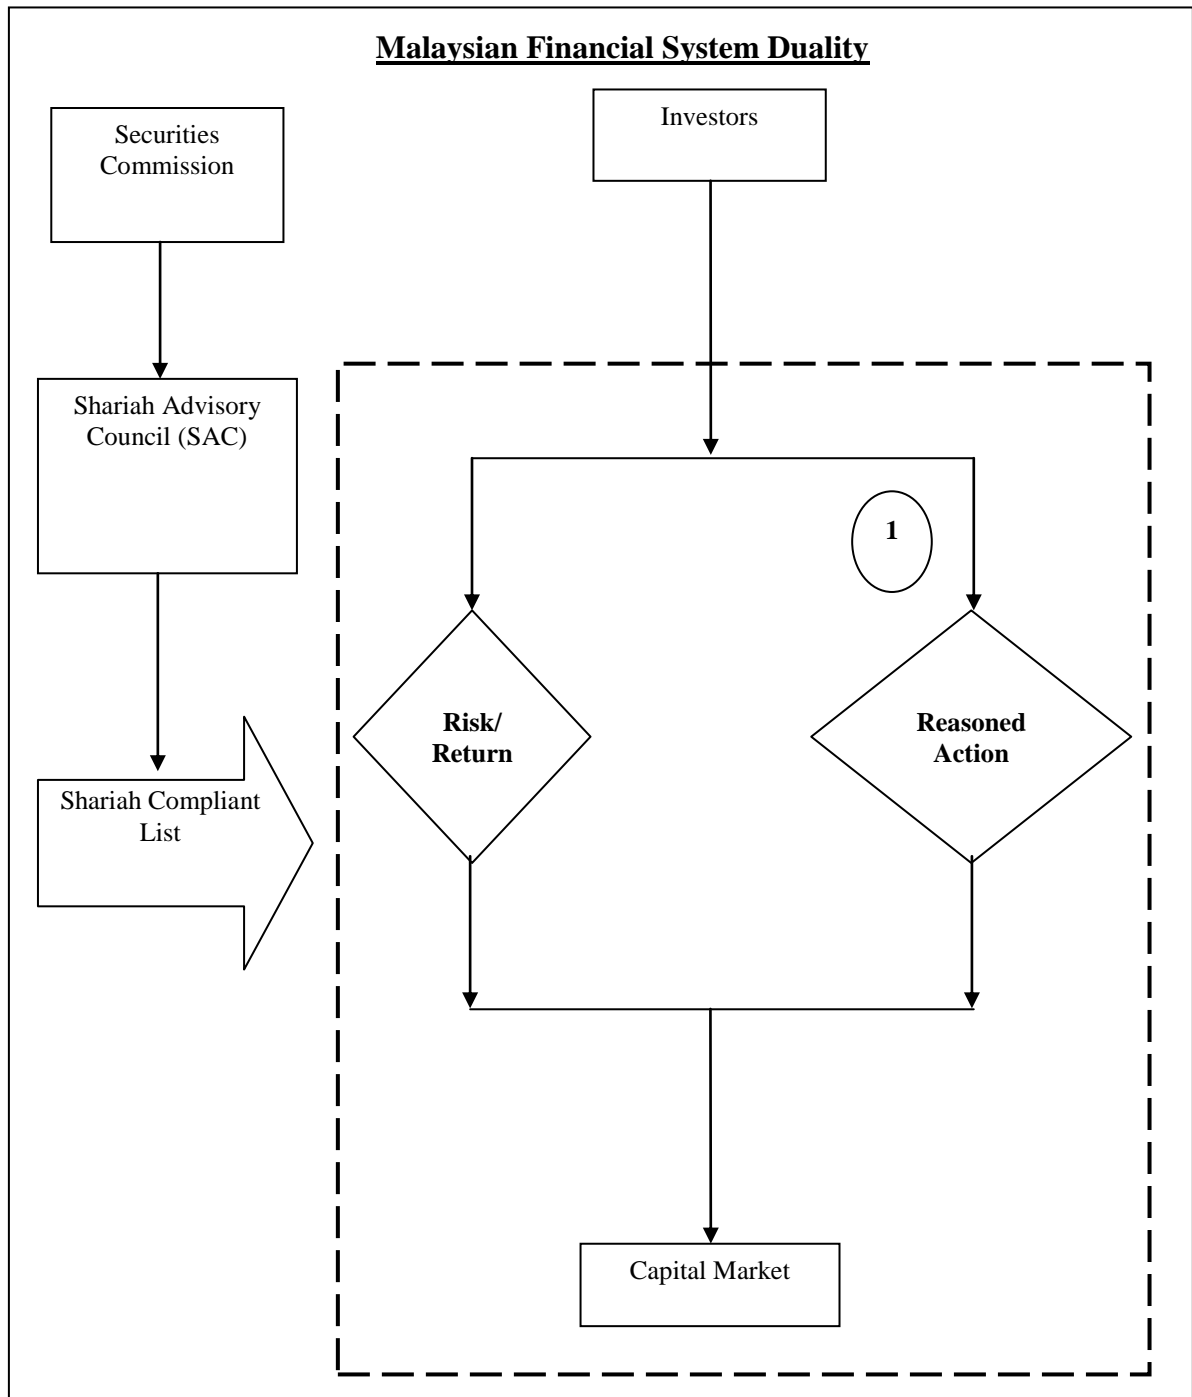 Malaysian Financial System Duality
Securities
Commission
Investors
Shariah Advisory
Council (SAC)
1
Risk/
Return
Reasoned
Action
Shariah Compliant
List
Capital Market